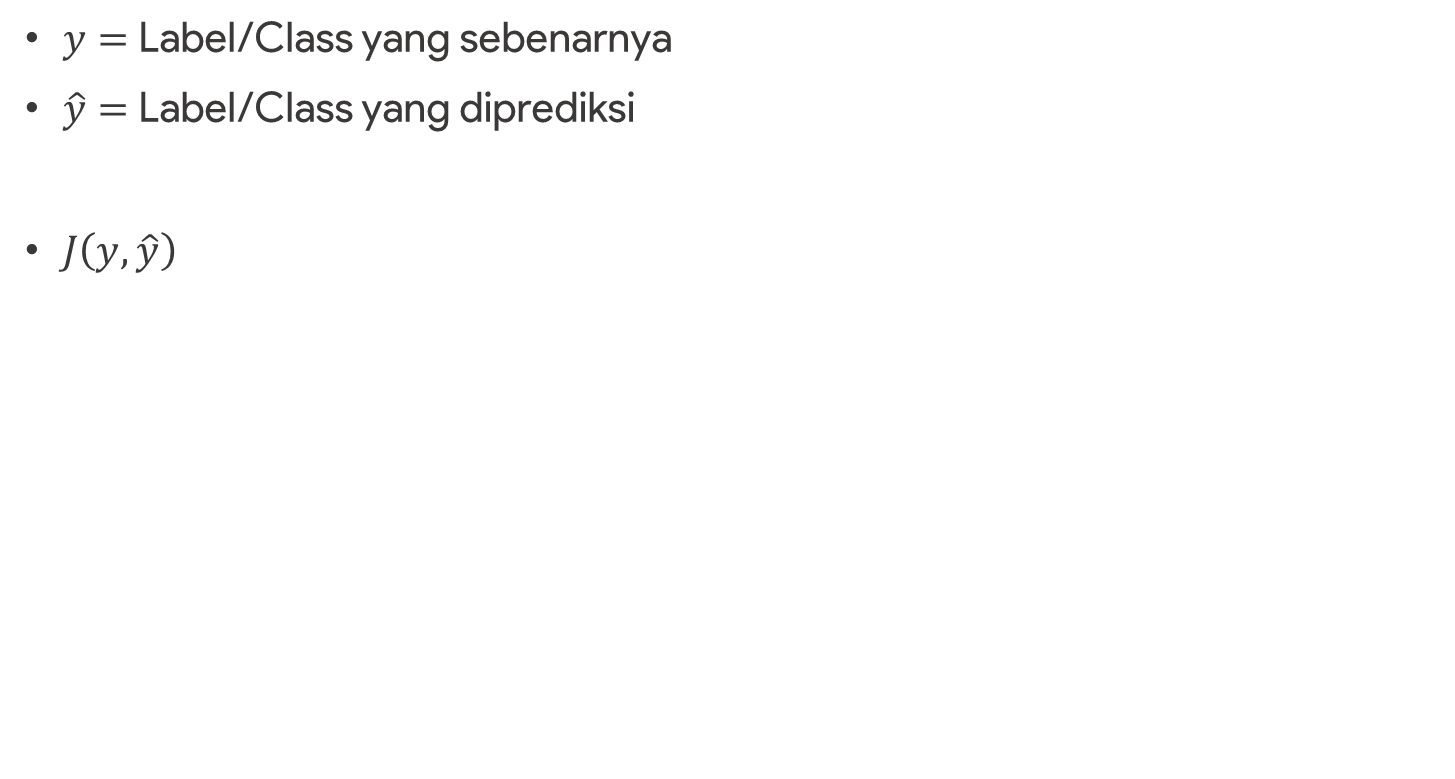 • y = Label/Class yang sebenarnya
• ŷ = Label/Class yang diprediksi
• J(y, ŷ)